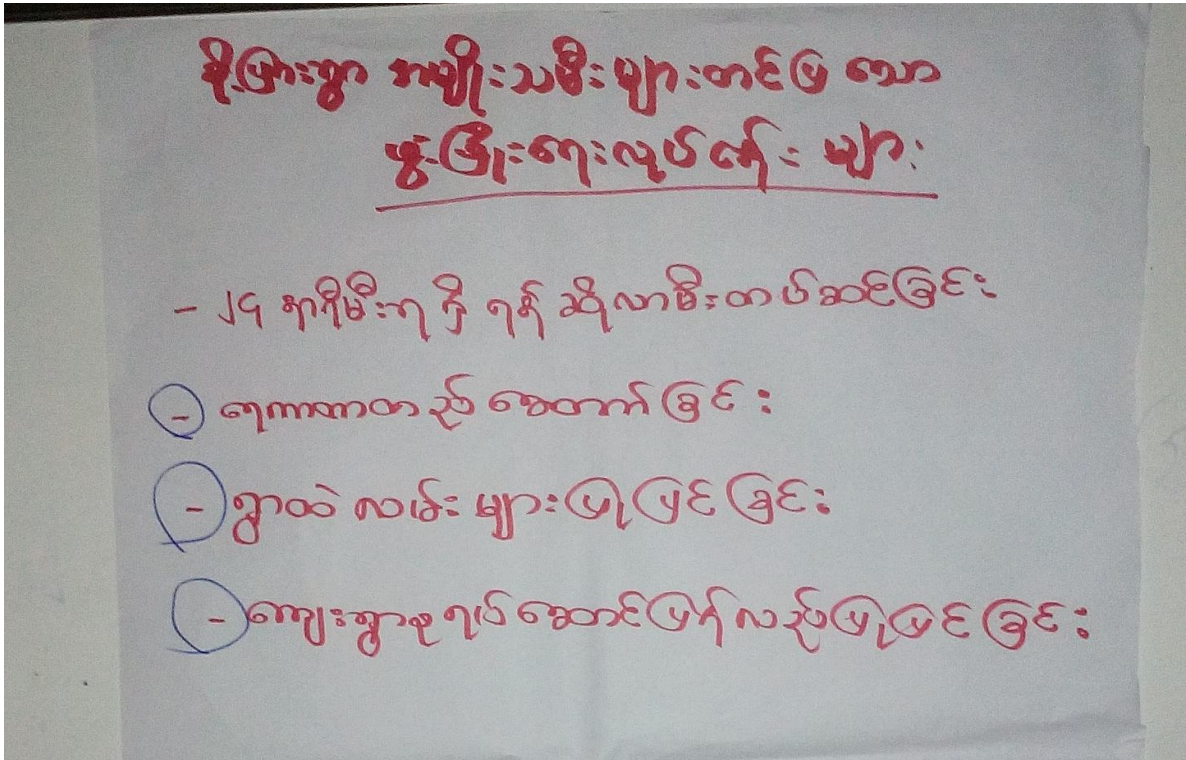 စိုးဖြားရွာ အမျိုးသမီးများတင်ပြ သော
ဖွံ့ဖြိုးရေးလုပ်ငန်း များ
- ၂၄ နာရီမီးရ ရှိ ရန် ဆိုလာမီးတပ်ဆင်ခြင်း
- ရေကာတာတည် ဆောက်ခြင်း
- ရွာထဲ လမ်း များ ပြုပြင် ခြင်း
- ကျေးရွာစုရပ် ဆောင် ပြန် လည် ပြုပြင် ခြင်း